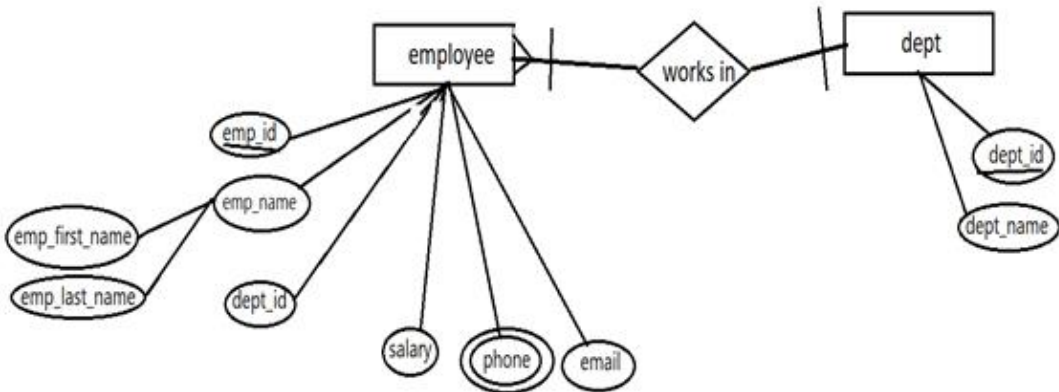 employee
works in
dept
emp_id
emp_name
emp_first_name
emp_last_name
dept_id
salary
phone
email
dept_id
dept_name